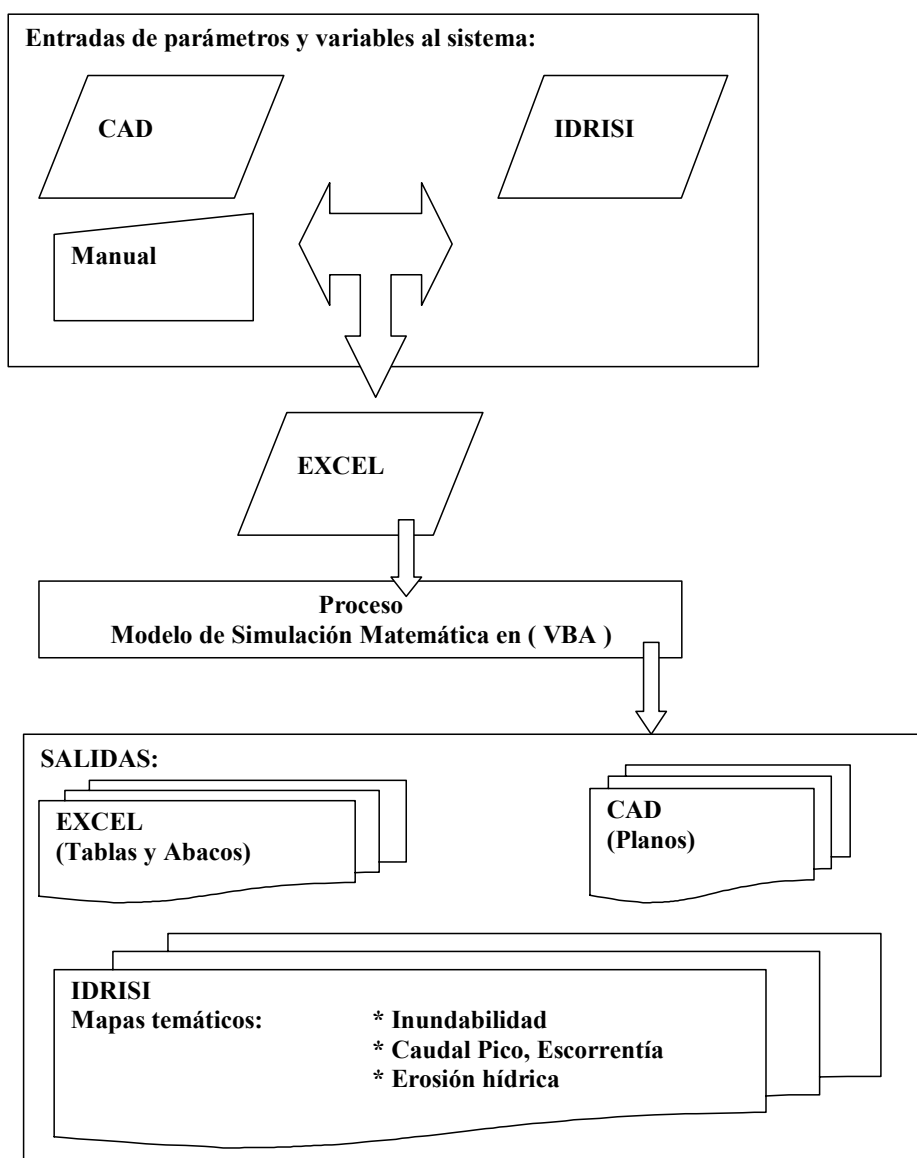 Entradas de parámetros y variables al sistema:
CAD
IDRISI
Manual
EXCEL
Proceso
Modelo de Simulación Matemática en ( VBA )
SALIDAS:
EXCEL
(Tablas y Abacos)
CAD
(Planos)
IDRISI
Mapas temáticos: * Inundabilidad
* Caudal Pico, Escorrentía
* Erosión hídrica